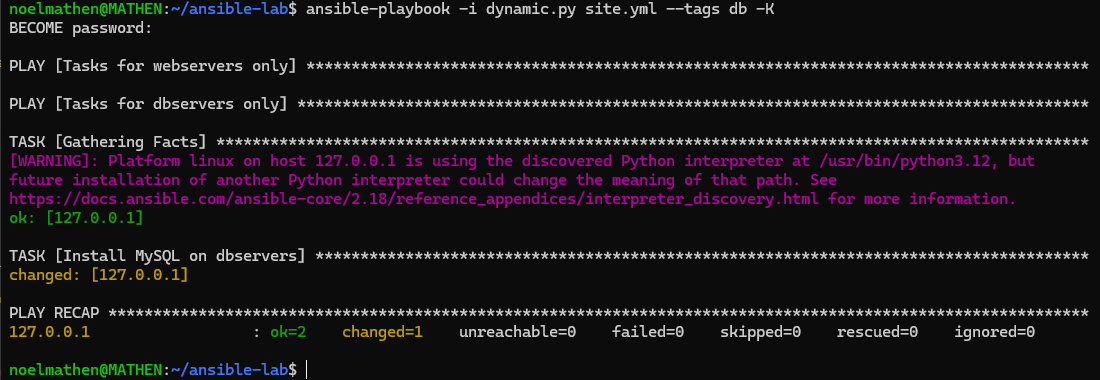 noelmathen@MATHEN:~/ansible-lab$ ansible-playbook -i dynamic.py site.yml --tags db -K
BECOME password:
PLAY [Tasks for webservers only] ***************************************************************************************
PLAY [Tasks for dbservers only] ****************************************************************************************
TASK [Gathering Facts] *************************************************************************************************
[WARNING]: Platform linux on host 127.0.0.1 is using the discovered Python interpreter at /usr/bin/python3.12, but
future installation of another Python interpreter could change the meaning of that path. See
https://docs.ansible.com/ansible-core/2.18/reference_appendices/interpreter_discovery.html for more information.
ok: [127.0.0.1]
TASK [Install MySQL on dbservers] **************************************************************************************
changed: [127.0.0.1]
PLAY RECAP *************************************************************************************************************
127.0.0.1                  : ok=2    changed=1    unreachable=0    failed=0    skipped=0    rescued=0    ignored=0
noelmathen@MATHEN:~/ansible-lab$